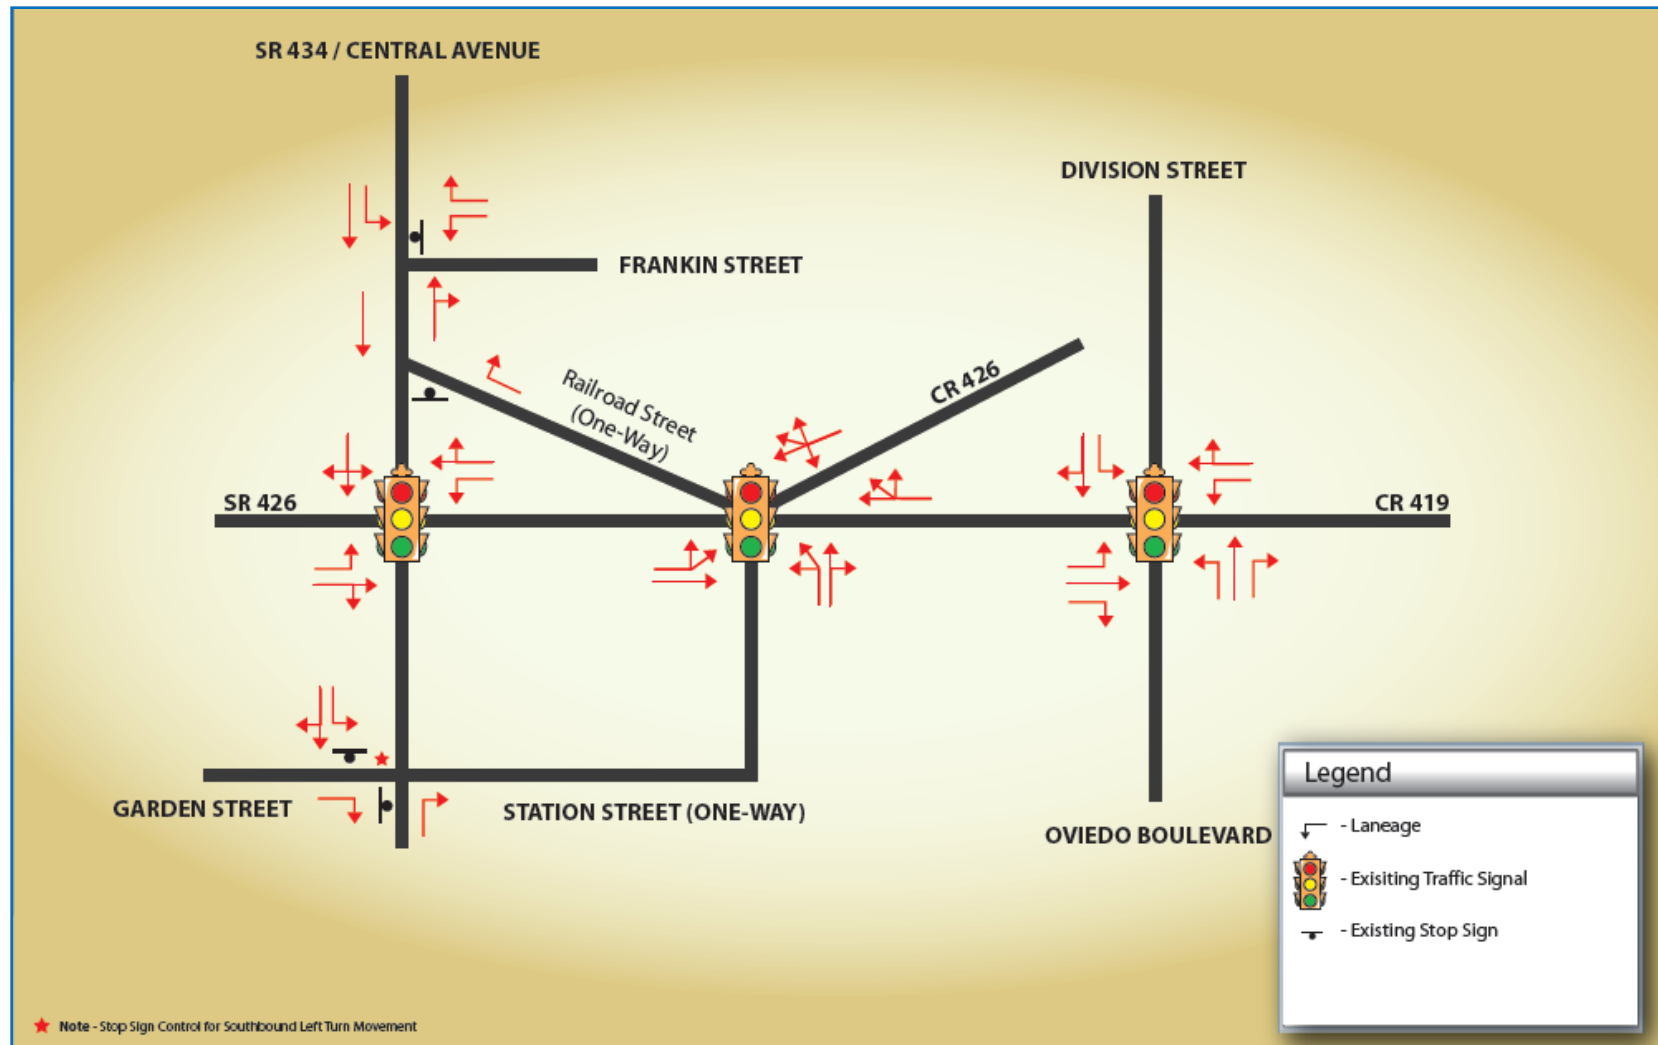 SR 434 / CENTRAL AVENUE
DIVISION STREET
FRANKIN STREET
Railroad Street
(One-Way)
CR 426
SR 426
CR 419
GARDEN STREET
STATION STREET (ONE-WAY)
OVIEDO BOULEVARD
Legend
- Laneage
- Exisiting Traffic Signal
- Existing Stop Sign
Note - Stop Sign Control for Southbound Left Turn Movement